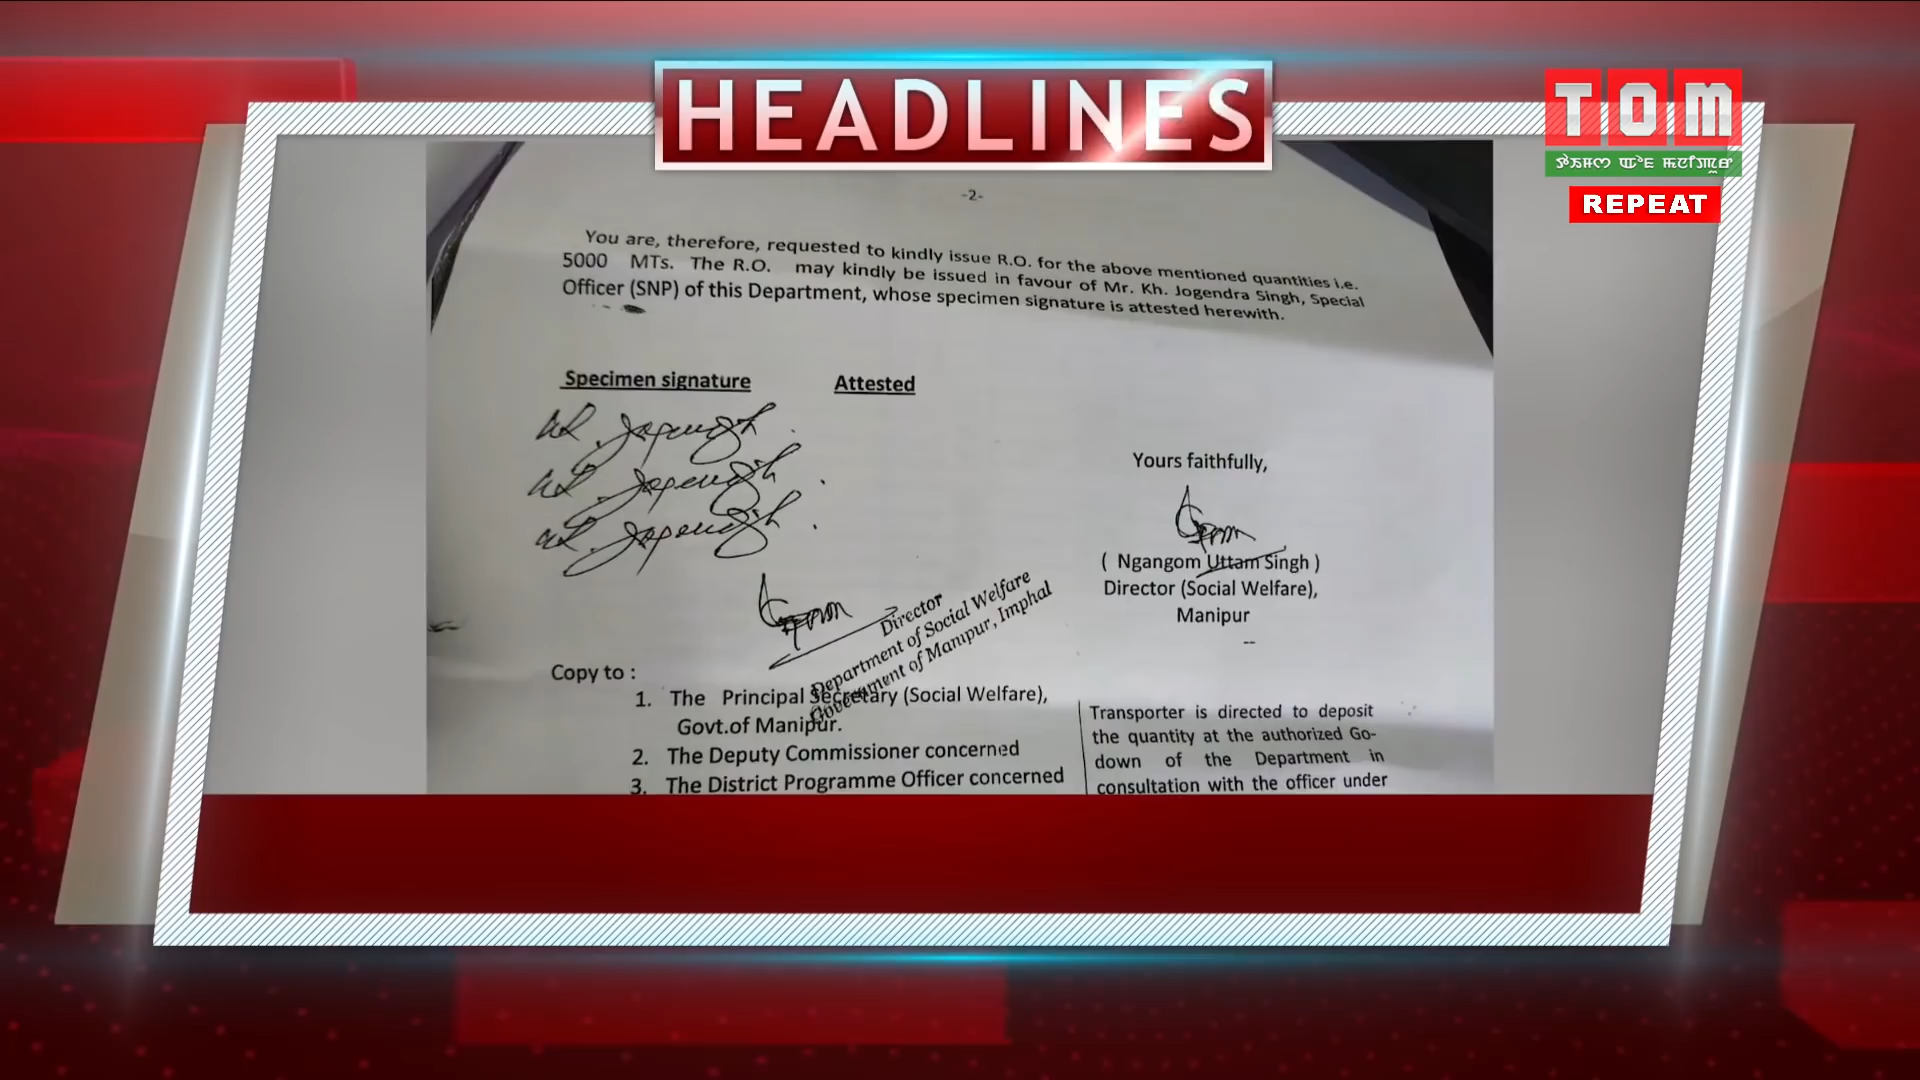 HEADLINES
TOM
REPEAT
-2-
You are, therefore, requested to kindly issue R.O. for the above mentioned quantities i.e.
5000 MTs. The R.O. may kindly be issued in favour of Mr. Kh. Jogendra Singh, Special
Officer (SNP) of this Department, whose specimen signature is attested herewith.
Specimen signature Attested
Yours faithfully,
( Ngangom Uttam Singh )
Director (Social Welfare),
Manipur
--
Director
Department of Social Welfare
Government of Manipur, Imphal
Copy to :
1. The Principal Secretary (Social Welfare),
Govt.of Manipur.
2. The Deputy Commissioner concerned
3. The District Programme Officer concerned
Transporter is directed to deposit
the quantity at the authorized Go-
down of the Department in
consultation with the officer under